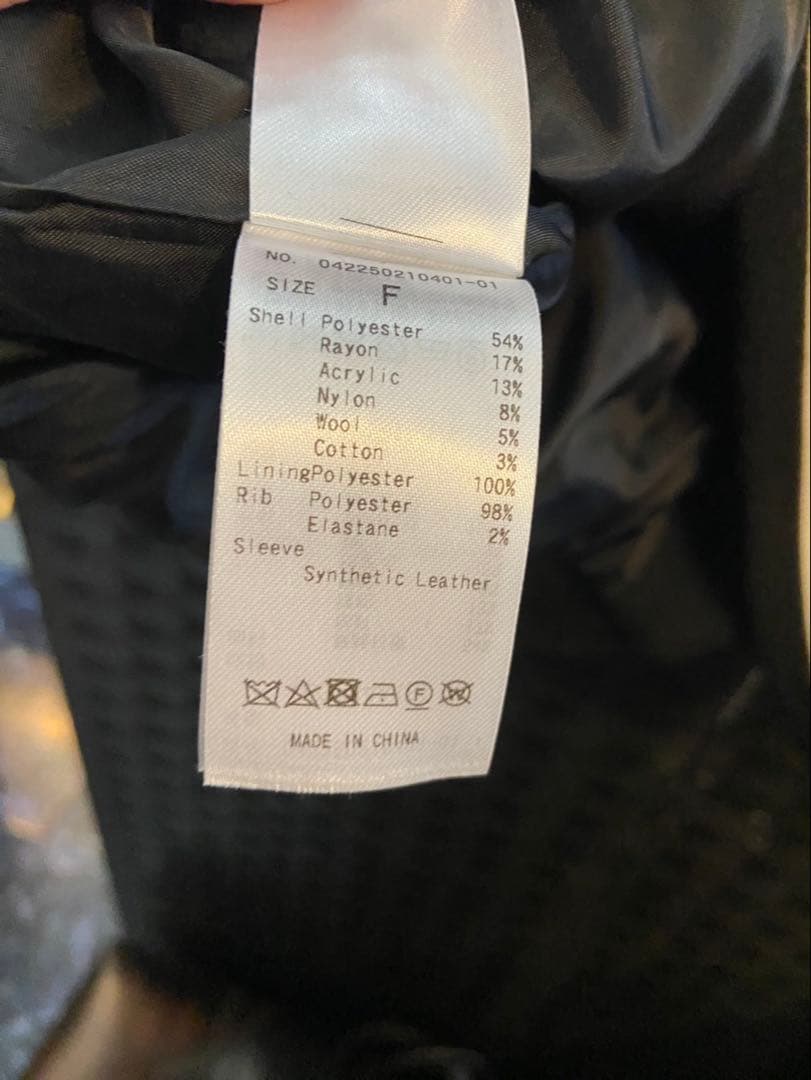 NO. 042250210401-01
SIZE F
Shell Polyester 54%
Rayon 17%
Acrylic 13%
Nylon 8%
Wool 5%
Cotton 3%
LiningPolyester 100%
Rib Polyester 98%
Elastane 2%
Sleeve
Synthetic Leather
F W
MADE IN CHINA